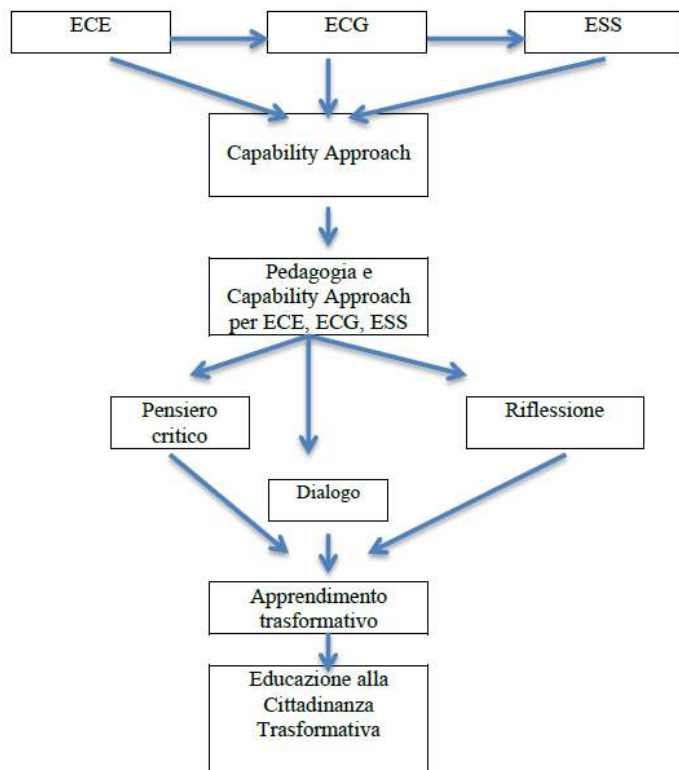 ECE
ECG
ESS
Capability Approach
Pedagogia e
Capability Approach
per ECE, ECG, ESS
Pensiero
critico
Riflessione
Dialogo
Apprendimento
trasformativo
Educazione alla
Cittadinanza
Trasformativa